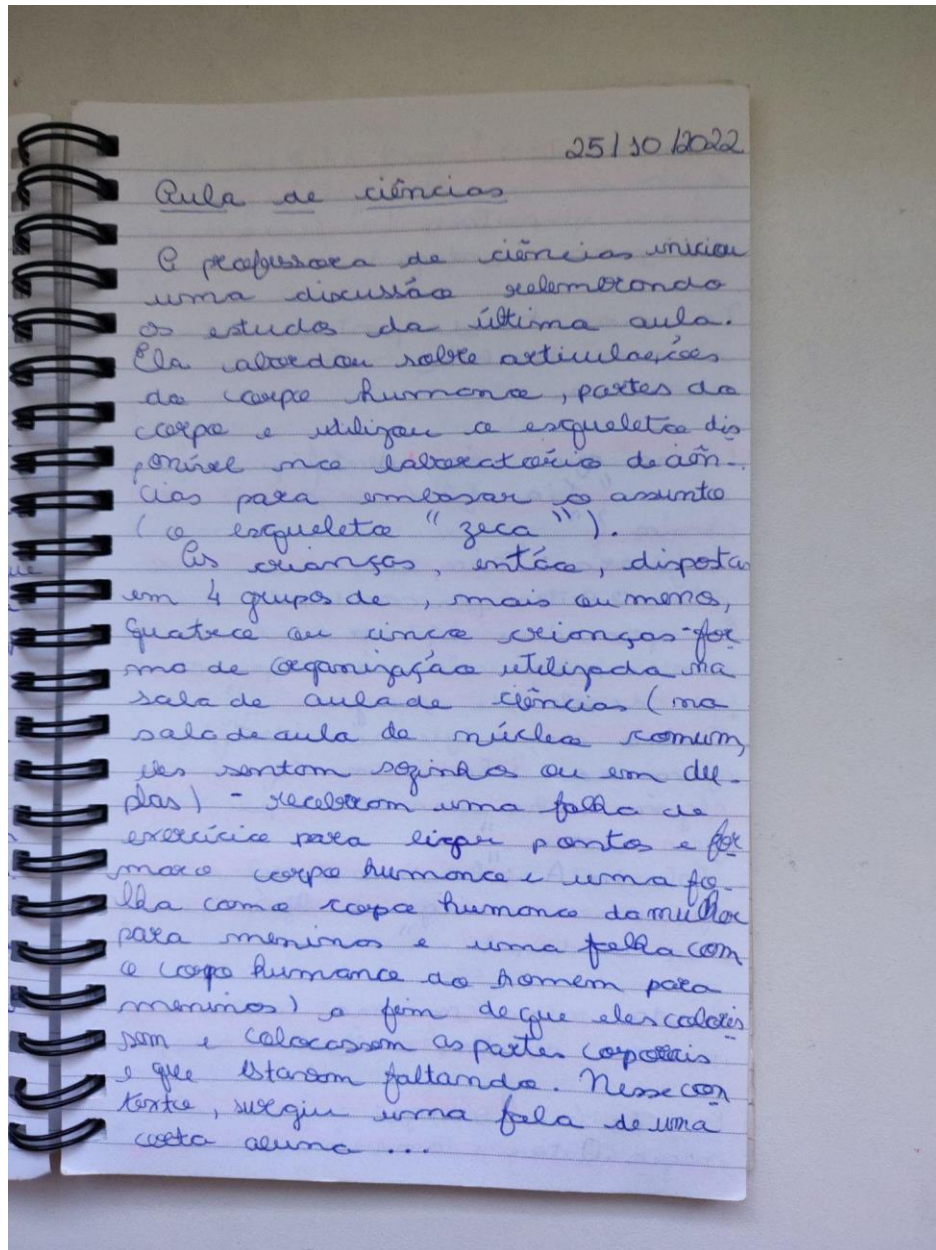 25/10/2022
Aula de ciências
A professora de ciências iniciou
uma discussão relembrando
os estudos da última aula.
Ela abordou sobre articulações
do corpo humano, partes do
corpo e utilizou o esqueleto dis
ponível no laboratório de ciên-
cias para embasar o assunto
(o esqueleto "zeca").
As crianças, então, dispostas
em 4 grupos de, mais ou menos,
quatro ou cinco crianças - for
ma de organização utilizada na
sala de aula de ciências (na
sala de aula do núcleo comum,
eles sentam sozinhos ou em du-
plas) - receberam uma folha de
exercício para ligar pontos e for
mar o corpo humano e uma fo-
lha com o corpo humano da mulher
para meninas e uma folha com
o corpo humano do homem para
meninos) a fim de que eles coloris
sem e colocassem as partes corporais
e que estavam faltando. Nesse con
texto, surgiu uma fala de uma
certa aluna ...